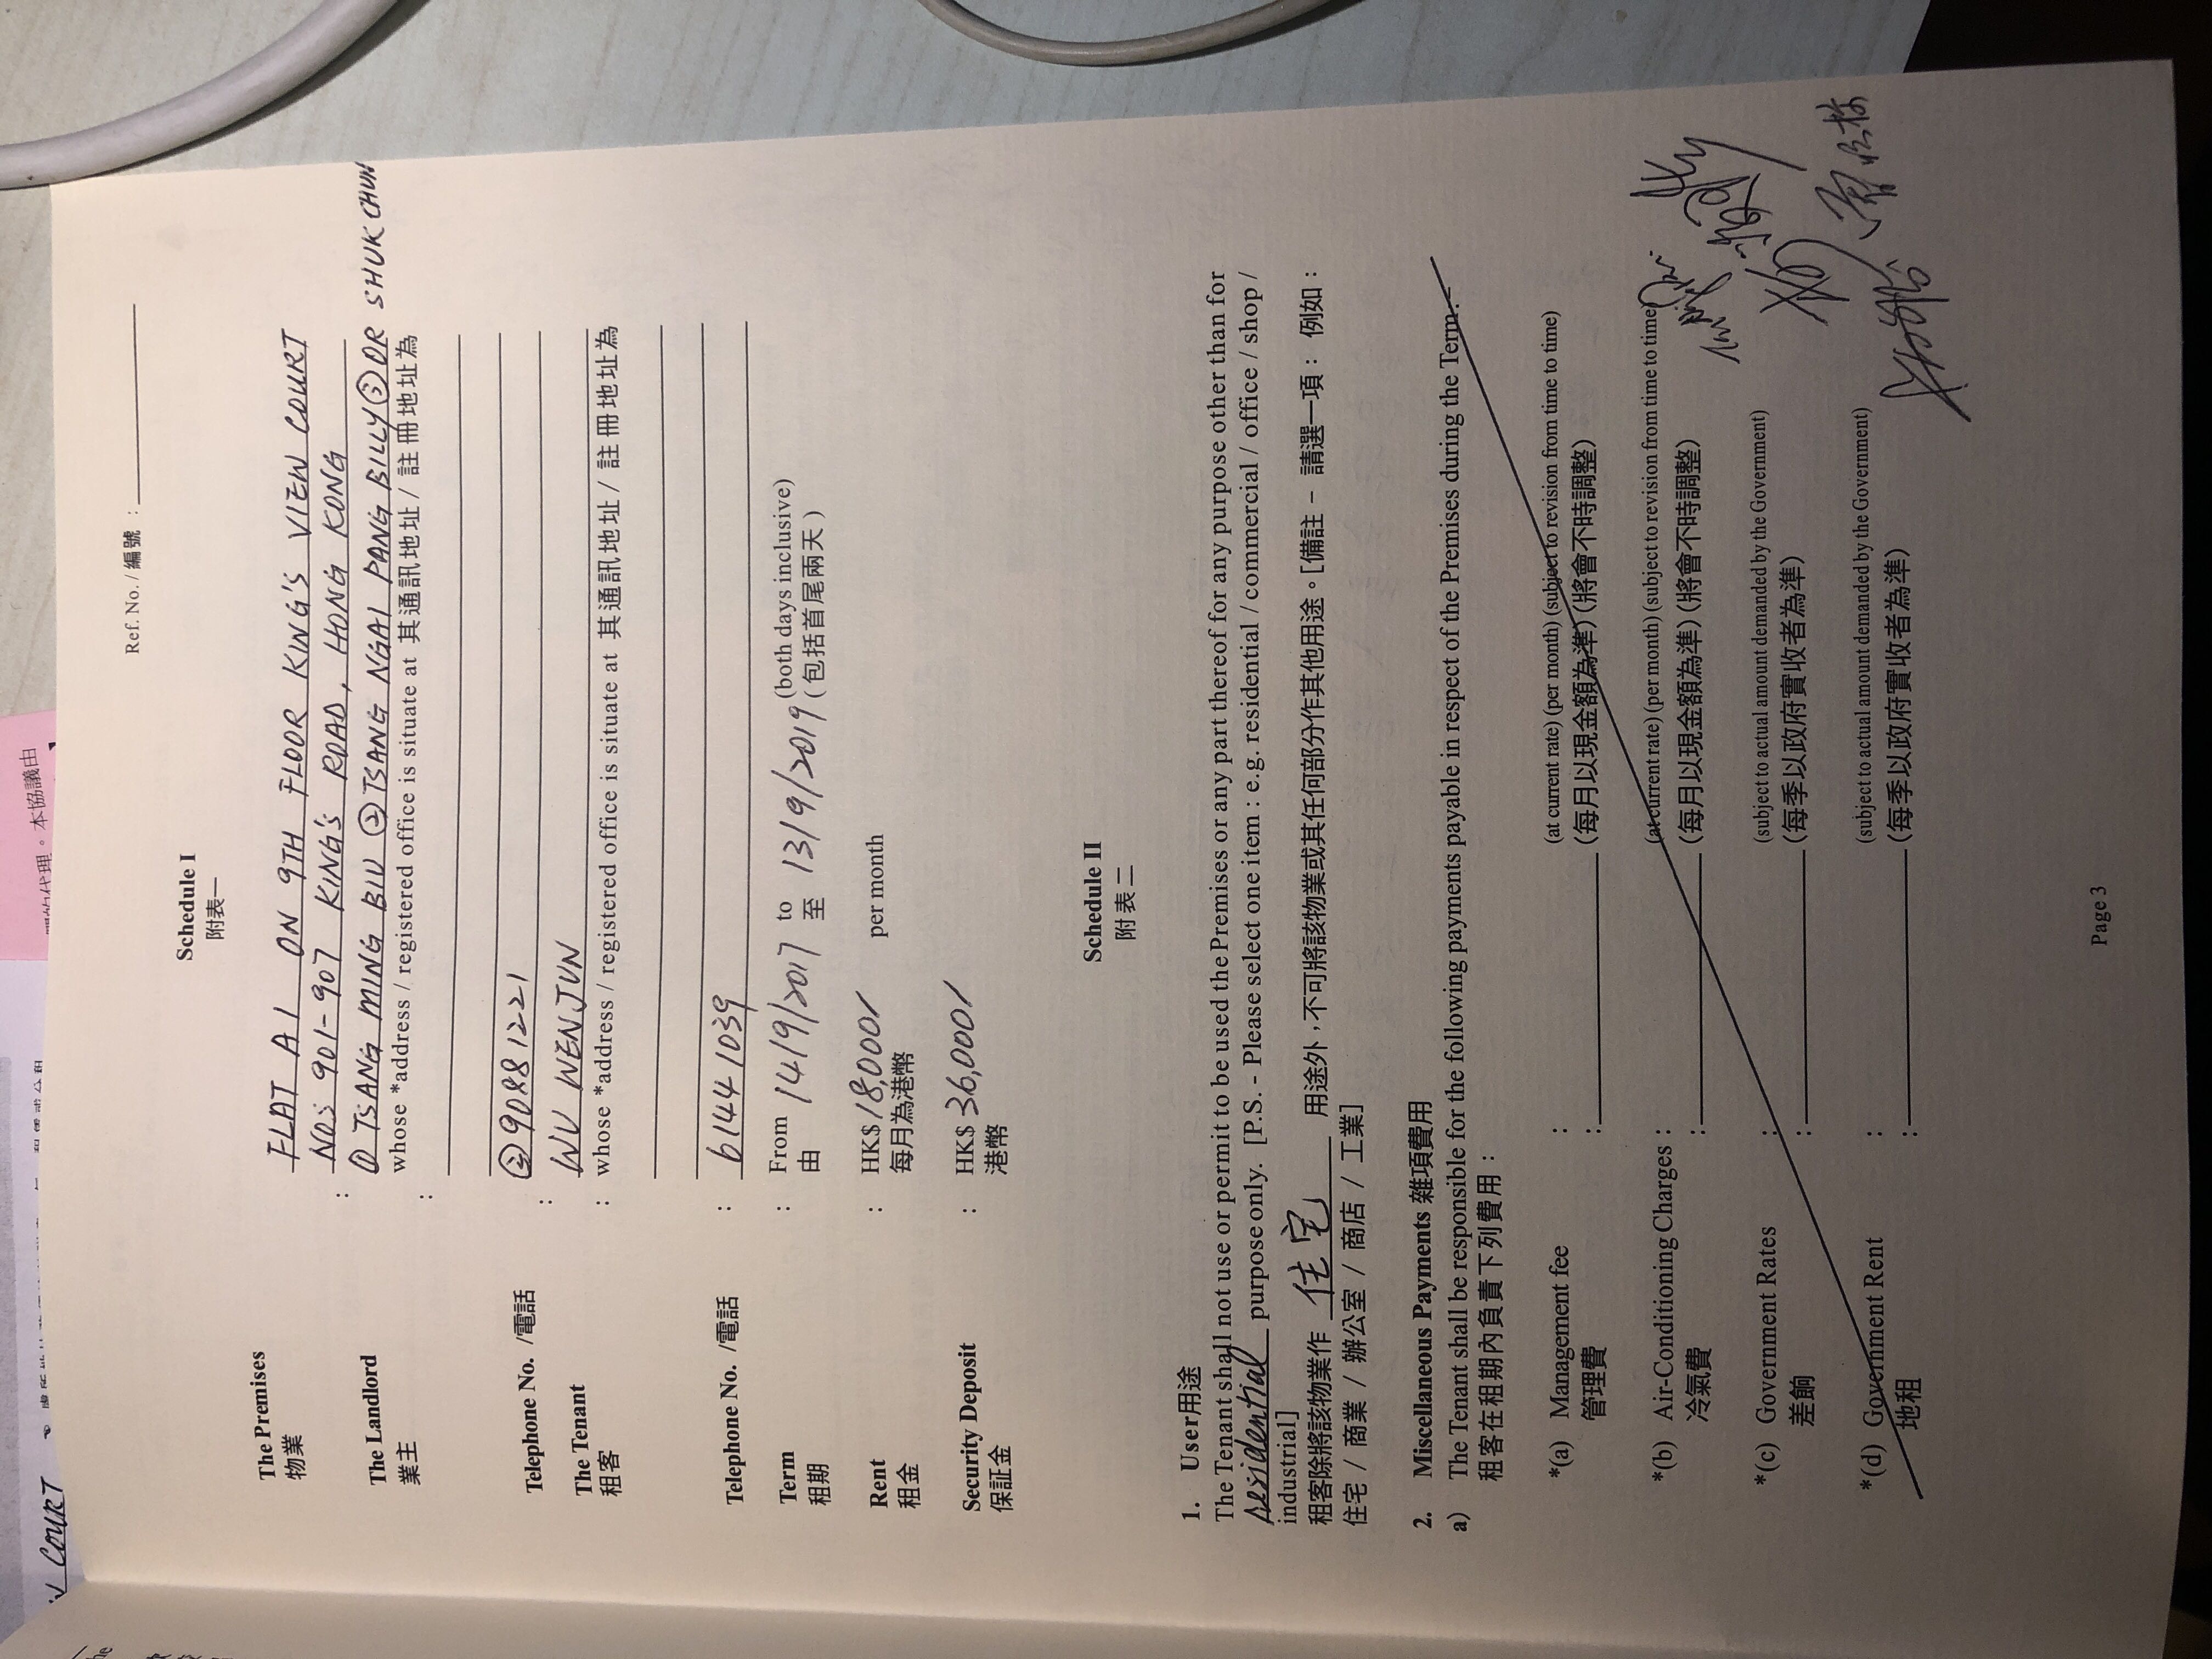 Ref. No. / 編號 :
Schedule I
附表一
The Premises : FLAT A1 ON 9TH FLOOR KING'S VIEW COURT
物業 NOS 901-907 KING'S ROAD, HONG KONG
The Landlord : ① TSANG MING BIU ② TSANG NGAI PANG BILLY ③ OR SHUK CHUN
業主 whose *address / registered office is situate at 其通訊地址 / 註冊地址為
Telephone No. /電話 : ② 9088 1221
The Tenant : WU WENJUN
租客 whose *address / registered office is situate at 其通訊地址 / 註冊地址為
Telephone No. /電話 : 6144 1039
Term : From 14/9/2017 to 13/9/2019 (both days inclusive)
租期 由 至 (包括首尾兩天)
Rent : HK$ 18,000/ per month
租金 每月為港幣
Security Deposit : HK$ 36,000/
保証金 港幣
Schedule II
附表二
1. User用途
The Tenant shall not use or permit to be used the Premises or any part thereof for any purpose other than for
Residential purpose only. [P.S. - Please select one item : e.g. residential / commercial / office / shop /
industrial]
租客除將該物業作 住宅 用途外，不可將該物業或其任何部分作其他用途。[備註 – 請選一項： 例如：
住宅 / 商業 / 辦公室 / 商店 / 工業]
2. Miscellaneous Payments 雜項費用
a) The Tenant shall be responsible for the following payments payable in respect of the Premises during the Term.
租客在租期內負責下列費用：
*(a) Management fee : (at current rate) (per month) (subject to revision from time to time)
管理費 : (每月以現金額為準) (將會不時調整)
*(b) Air-Conditioning Charges : (at current rate) (per month) (subject to revision from time to time)
冷氣費 : (每月以現金額為準) (將會不時調整)
*(c) Government Rates : (subject to actual amount demanded by the Government)
差餉 : (每季以政府實收者為準)
*(d) Government Rent : (subject to actual amount demanded by the Government)
地租 : (每季以政府實收者為準)
Page 3
COURT
本協議由